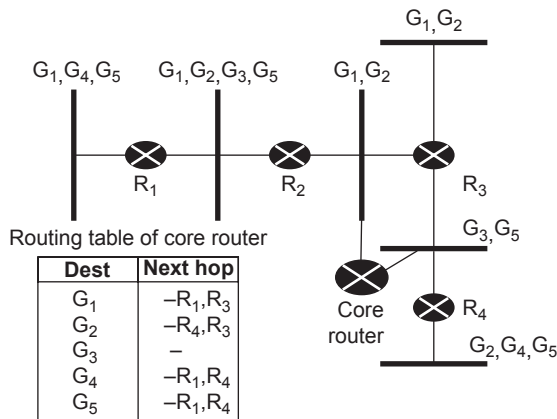 G1,G2
G1,G4,G5
G1,G2,G3,G5
G1,G2
R1
R2
R3
Routing table of core router
G3,G5
Dest Next hop
G1 –R1,R3
G2 –R4,R3
G3 –
G4 –R1,R4
G5 –R1,R4
Core
router
R4
G2,G4,G5